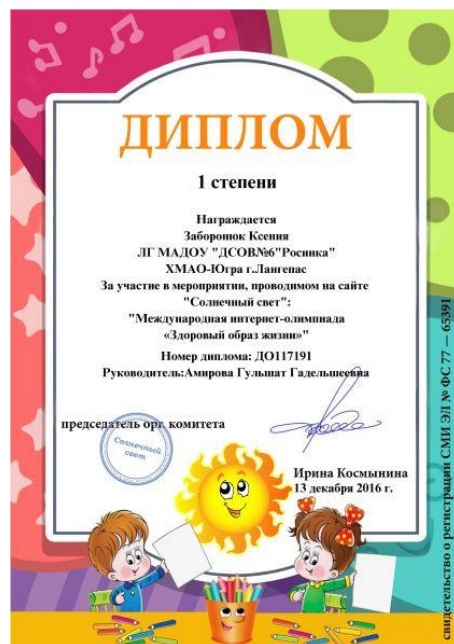 ДИПЛОМ
1 степени
Награждается
Заборонюк Ксения
ЛГ МАДОУ "ДСОВ№6"Росинка"
ХМАО-Югра г.Лангепас
За участие в мероприятии, проводимом на сайте
"Солнечный свет":
"Международная интернет-олимпиада
«Здоровый образ жизни»"
Номер диплома: ДО117191
Руководитель:Амирова Гульшат Гадельшеевна
председатель орг. комитета
Солнечный
свет
Ирина Космынина
13 декабря 2016 г.
свидетельство о регистрации СМИ ЭЛ № ФС 77 — 65391